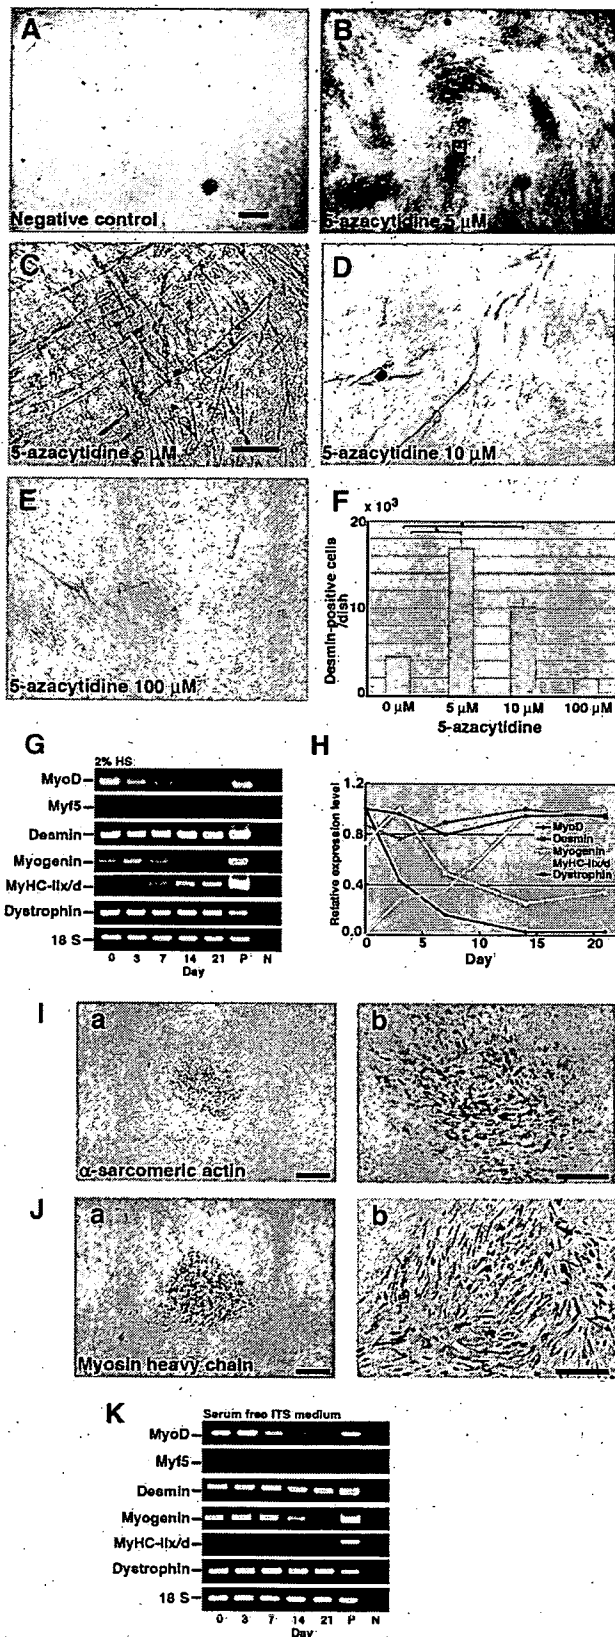 A
Negative control
B
5-azacytidine 5 µM
C
5-azacytidine 5 µM
D
5-azacytidine 10 µM
E
5-azacytidine 100 µM
F
x 10³
20
10
0
Desmin-positive cells
/dish
0 µM 5 µM 10 µM 100 µM
5-azacytidine
G
2% HS
MyoD
Myf5
Desmin
Myogenin
MyHC-IIx/d
Dystrophin
18 S
0 3 7 14 21 P N
Day
H
1.2
0.8
0.4
0.0
Relative expression level
MyoD
Desmin
Myogenin
MyHC-IIx/d
Dystrophin
0 5 10 15 20
Day
I
a
α-sarcomeric actin
b
J
a
Myosin heavy chain
b
K
Serum free ITS medium
MyoD
Myf5
Desmin
Myogenin
MyHC-IIx/d
Dystrophin
18 S
0 3 7 14 21 P N
Day